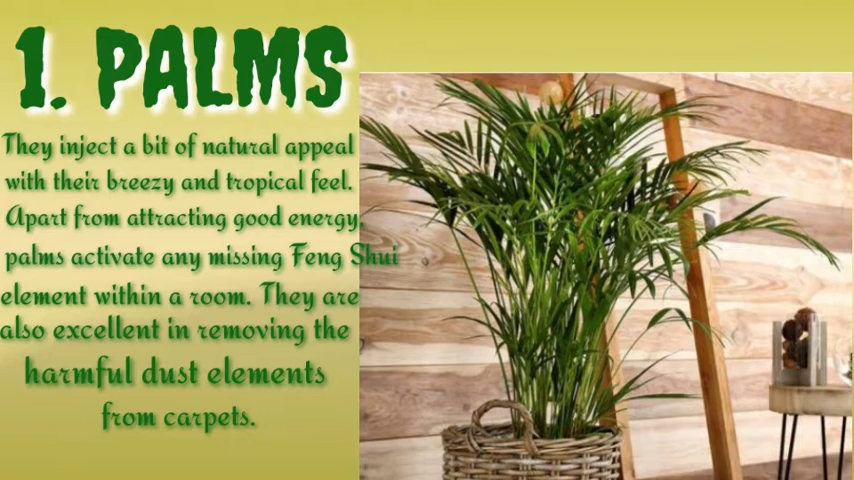 1. PALMS
They inject a bit of natural appeal
with their breezy and tropical feel.
Apart from attracting good energy,
palms activate any missing Feng Shui
element within a room. They are
also excellent in removing the
harmful dust elements
from carpets.